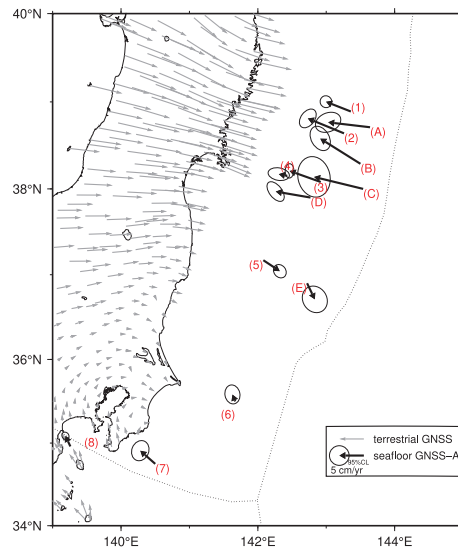 40°N
(1)
(A)
(2)
(B)
(4)
38°N
(3)
(C)
(D)
(5)
(E)
36°N
(6)
(8)
(7)
terrestrial GNSS
seafloor GNSS–A
95%CL
5 cm/yr
34°N
140°E
142°E
144°E